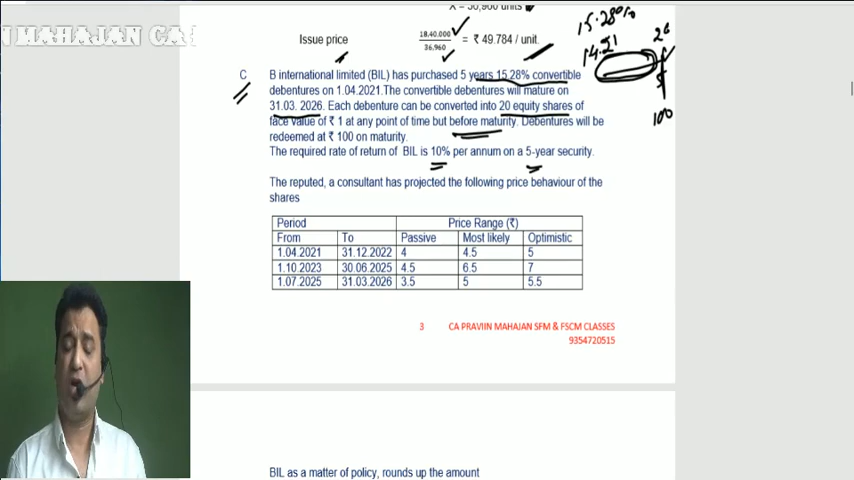 X = 36,960 units
N MAHAJAN CA
Issue price 18,40,000 / 36,960 = ₹ 49.784 / unit.
15.28%
14.51
20
100
C B international limited (BIL) has purchased 5 years 15.28% convertible
debentures on 1.04.2021.The convertible debentures will mature on
31.03. 2026. Each debenture can be converted into 20 equity shares of
face value of ₹ 1 at any point of time but before maturity. Debentures will be
redeemed at ₹ 100 on maturity.
The required rate of return of BIL is 10% per annum on a 5-year security.
The reputed, a consultant has projected the following price behaviour of the
shares
Period Price Range (₹)
From To Passive Most likely Optimistic
1.04.2021 31.12.2022 4 4.5 5
1.10.2023 30.06.2025 4.5 6.5 7
1.07.2025 31.03.2026 3.5 5 5.5
3 CA PRAVIIN MAHAJAN SFM & FSCM CLASSES
9354720515
BIL as a matter of policy, rounds up the amount